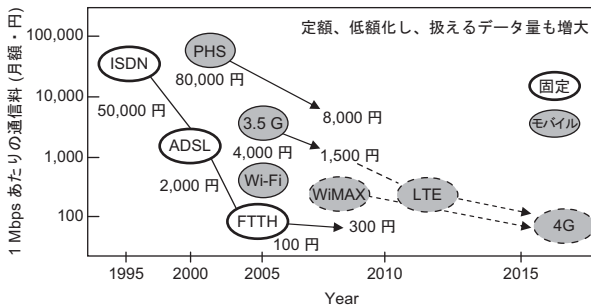 定額、低額化し、扱えるデータ量も増大
1 Mbps あたりの通信料 (月額・円)
100,000
10,000
1,000
100
ISDN
PHS
80,000 円
固定
50,000 円
8,000 円
3.5 G
モバイル
4,000 円
ADSL
1,500 円
2,000 円
Wi-Fi
WiMAX
LTE
FTTH
300 円
4G
100 円
1995
2000
2005
2010
2015
Year